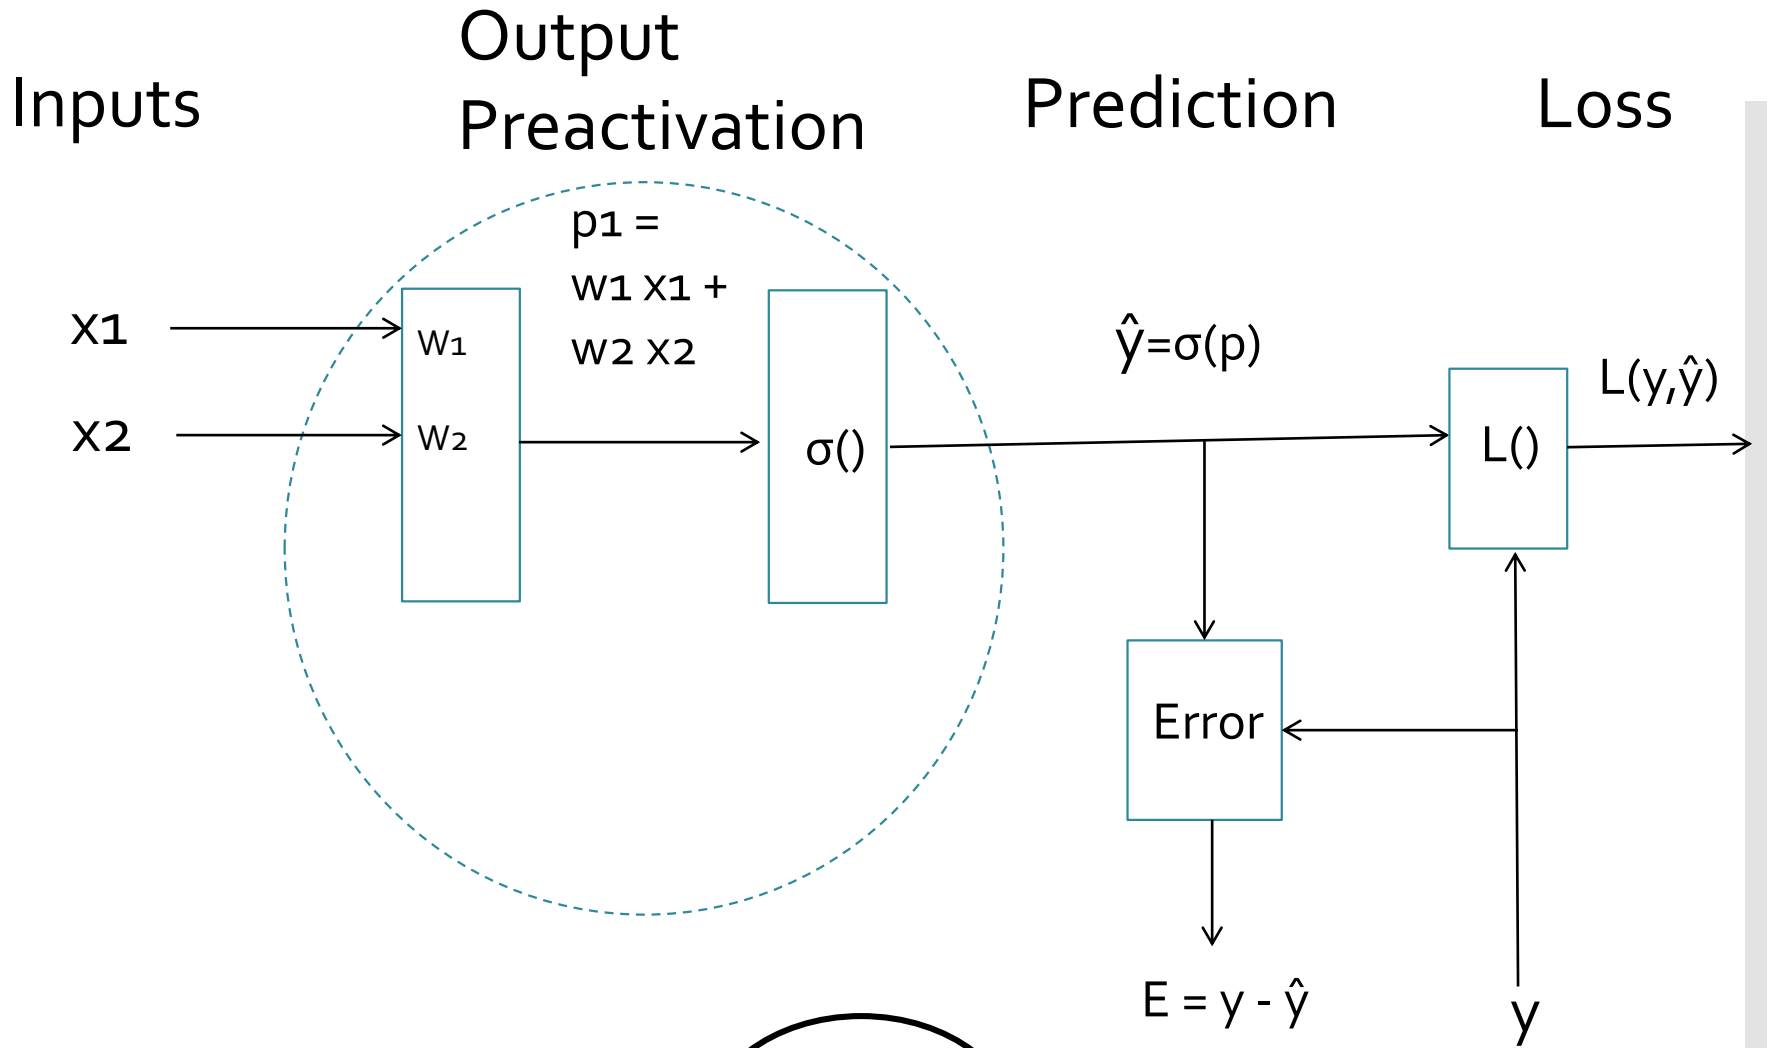 Inputs
Output
Preactivation
Prediction
Loss
p1 =
w1 x1 +
w2 x2
x1
x2
w1
w2
σ()
ŷ=σ(p)
L()
L(y,ŷ)
Error
E = y - ŷ
y